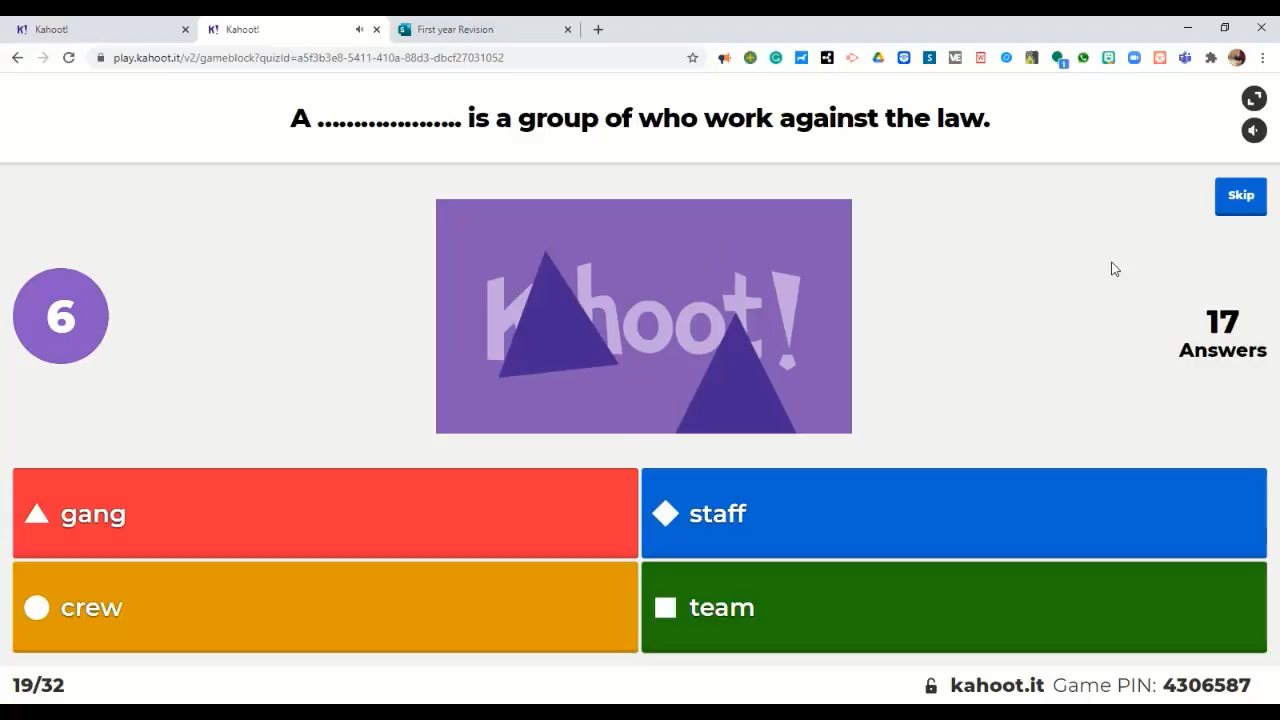 K! Kahoot!
K! Kahoot!
S First year Revision
play.kahoot.it/v2/gameblock?quizId=a5f3b3e8-5411-410a-88d3-dbcf27031052
A .................... is a group of who work against the law.
Skip
6
Kahoot!
17
Answers
gang
staff
crew
team
19/32
kahoot.it Game PIN: 4306587